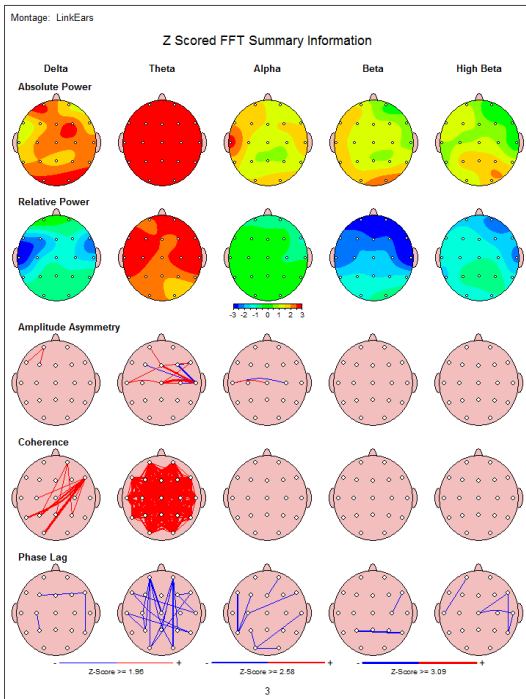 Montage: LinkEars
Z Scored FFT Summary Information
Delta Theta Alpha Beta High Beta
Absolute Power
Relative Power
-3 -2 -1 0 1 2 3
Amplitude Asymmetry
Coherence
Phase Lag
- + - + - +
Z-Score >= 1.96 Z-Score >= 2.58 Z-Score >= 3.09
3